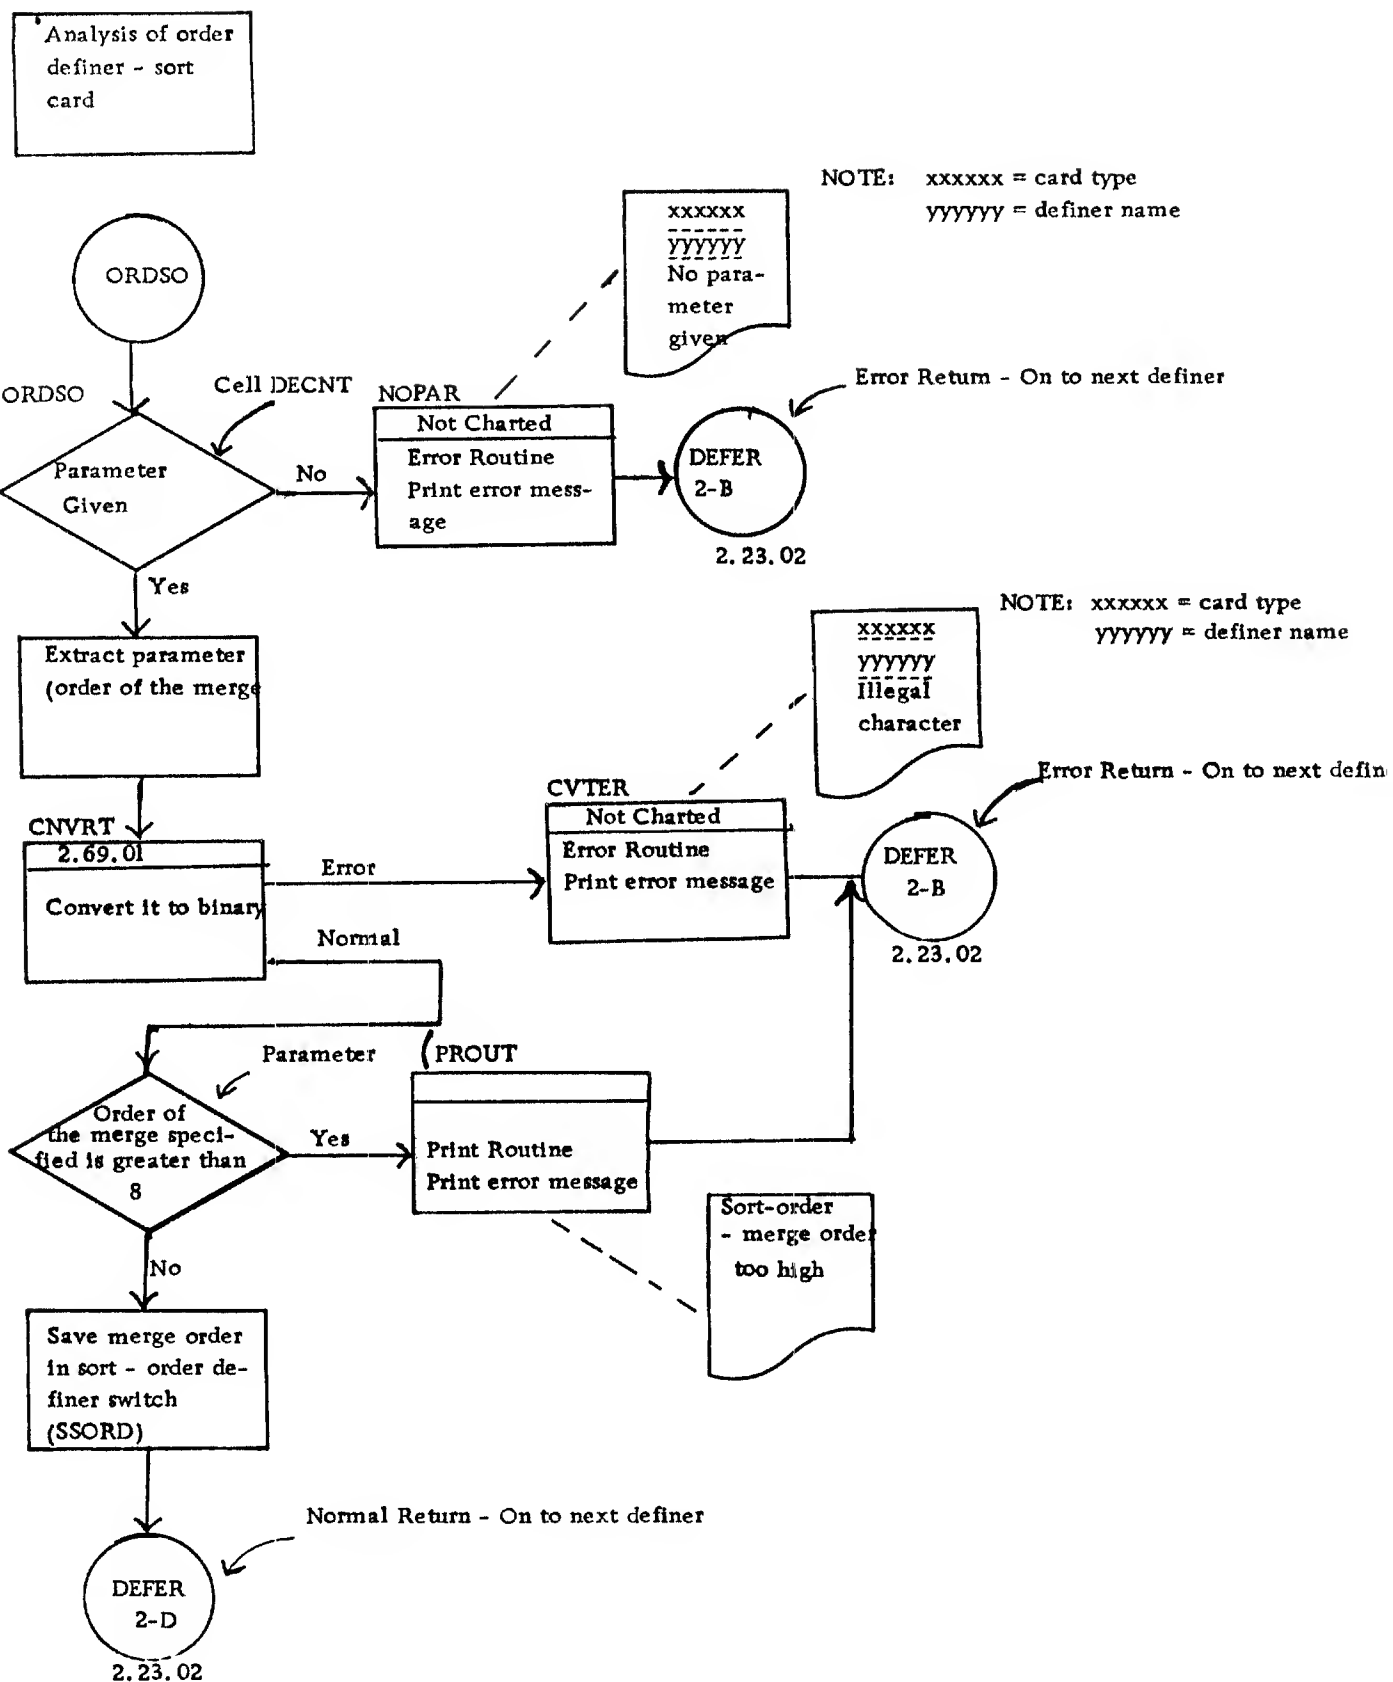 Analysis of order
definer - sort
card
NOTE: xxxxxx = card type
yyyyyy = definer name
xxxxxx
yyyyyy
No para-
meter
given
ORDSO
ORDSO
Cell DECNT
NOPAR
Error Return - On to next definer
Not Charted
Error Routine
Print error mess-
age
DEFER
2-B
2.23.02
Parameter
Given
No
Yes
NOTE: xxxxxx = card type
yyyyyy = definer name
xxxxxx
yyyyyy
Illegal
character
Extract parameter
(order of the merge
Error Return - On to next defin
CVTER
Not Charted
Error Routine
Print error message
DEFER
2-B
2.23.02
CNVRT
2.69.01
Convert it to binary
Error
Normal
Parameter
PROUT
Order of
the merge speci-
fied is greater than
8
Yes
Print Routine
Print error message
Sort-order
- merge order
too high
No
Save merge order
in sort - order de-
finer switch
(SSORD)
Normal Return - On to next definer
DEFER
2-D
2.23.02